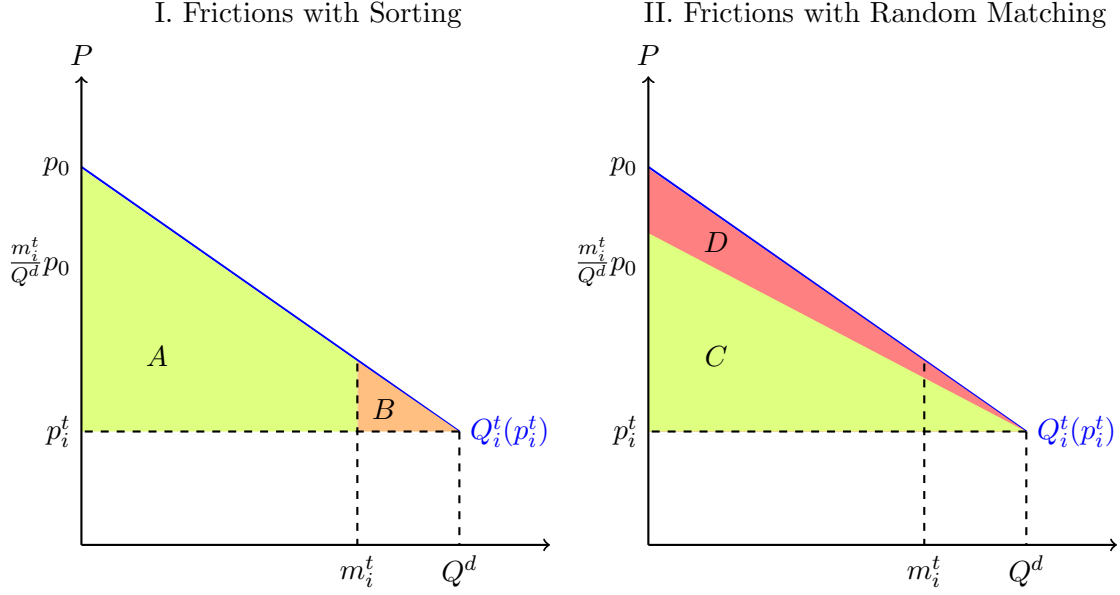 I. Frictions with Sorting
P
p_0
\frac{m_i^t}{Q^d}p_0
A
B
p_i^t
Q_i^t(p_i^t)
m_i^t
Q^d
II. Frictions with Random Matching
P
p_0
D
\frac{m_i^t}{Q^d}p_0
C
p_i^t
Q_i^t(p_i^t)
m_i^t
Q^d